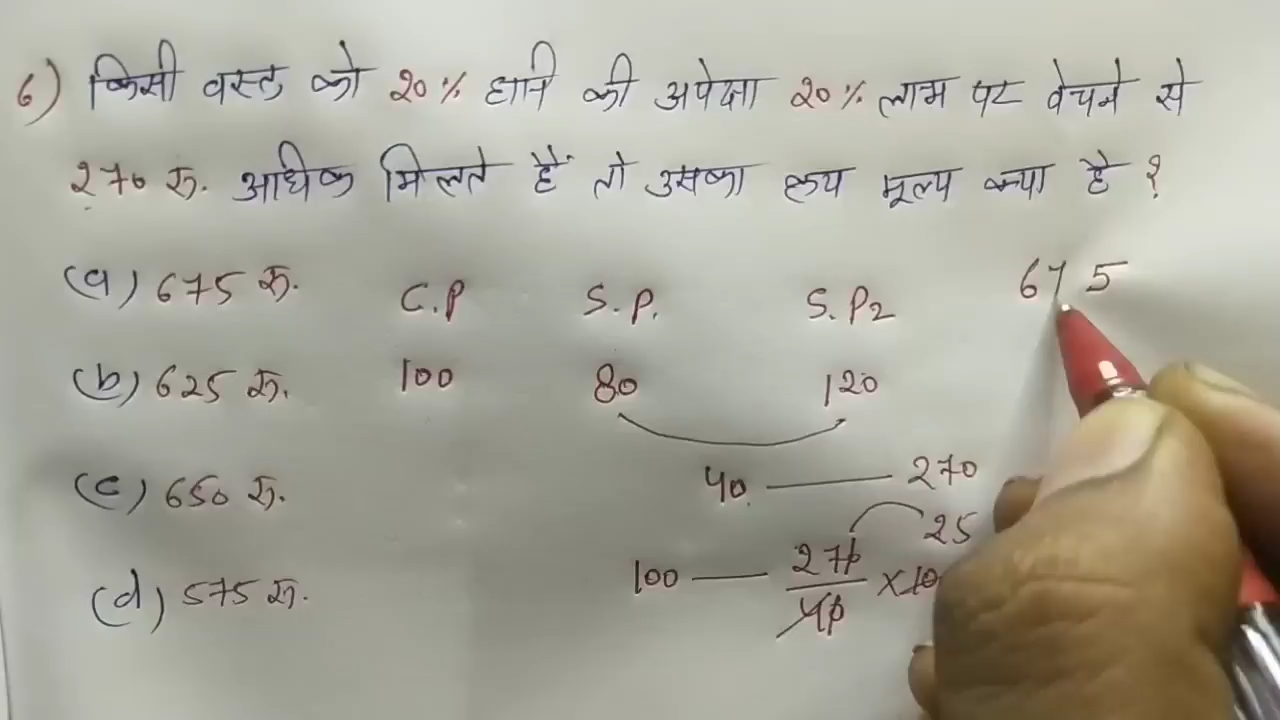 6) किसी वस्तु को 20% हानि की अपेक्षा 20% लाभ पर बेचने से
270 रु. अधिक मिलते हैं तो उसका क्रय मूल्य क्या है ?
(a) 675 रु.
C.P S.P. S.P2
675
(b) 625 रु.
100 80 120
(c) 650 रु.
40 — 270
25
(d) 575 रु.
100 — 270/40 × 10